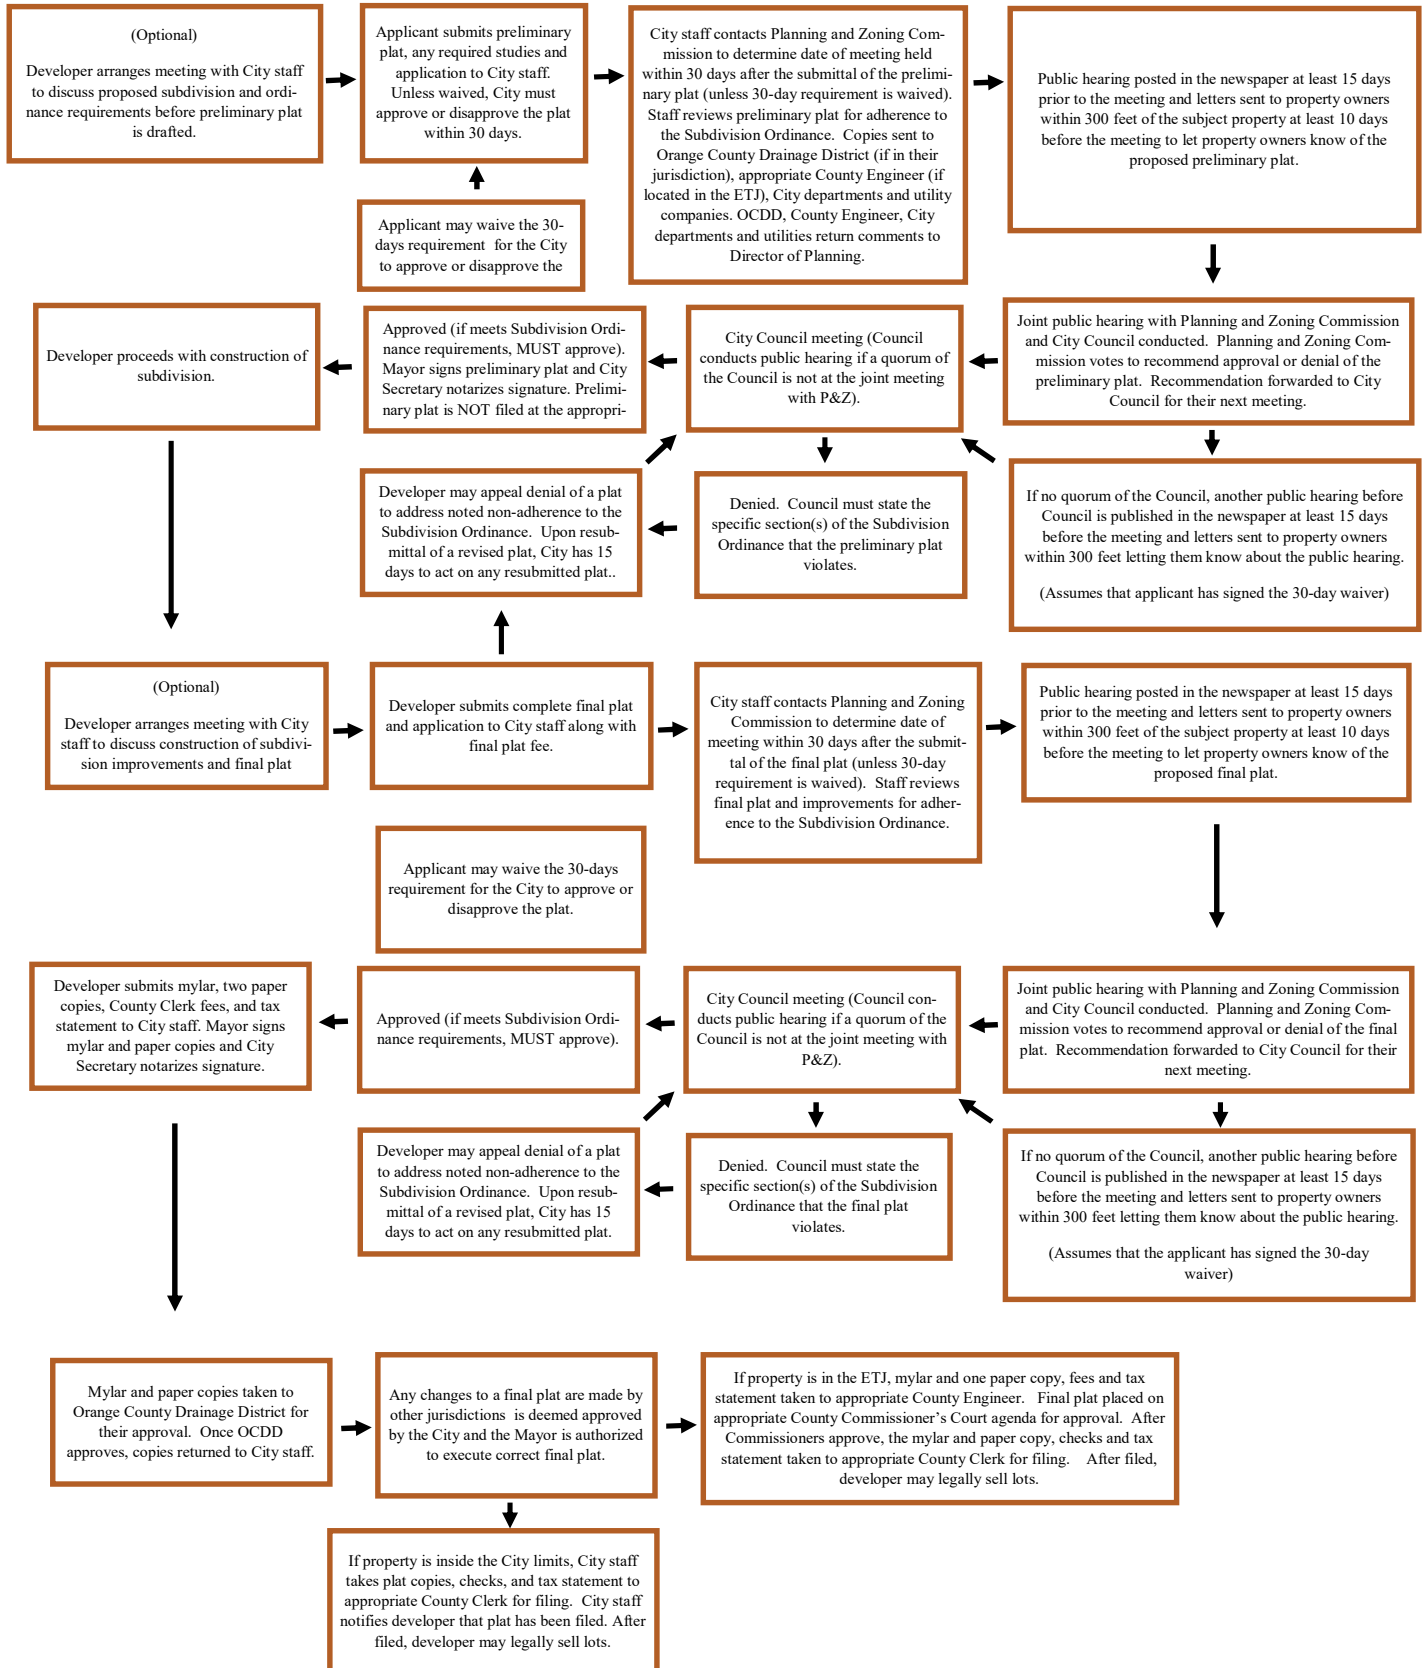 (Optional)
Developer arranges meeting with City staff
to discuss proposed subdivision and ordi-
nance requirements before preliminary plat
is drafted.
Applicant submits preliminary
plat, any required studies and
application to City staff.
Unless waived, City must
approve or disapprove the plat
within 30 days.
City staff contacts Planning and Zoning Com-
mission to determine date of meeting held
within 30 days after the submittal of the prelimi-
nary plat (unless 30-day requirement is waived).
Staff reviews preliminary plat for adherence to
the Subdivision Ordinance. Copies sent to
Orange County Drainage District (if in their
jurisdiction), appropriate County Engineer (if
located in the ETJ), City departments and utility
companies. OCDD, County Engineer, City
departments and utilities return comments to
Director of Planning.
Public hearing posted in the newspaper at least 15 days
prior to the meeting and letters sent to property owners
within 300 feet of the subject property at least 10 days
before the meeting to let property owners know of the
proposed preliminary plat.
Applicant may waive the 30-
days requirement for the City
to approve or disapprove the
Developer proceeds with construction of
subdivision.
Approved (if meets Subdivision Ordi-
nance requirements, MUST approve).
Mayor signs preliminary plat and City
Secretary notarizes signature. Prelimi-
nary plat is NOT filed at the appropri-
City Council meeting (Council
conducts public hearing if a quorum of
the Council is not at the joint meeting
with P&Z).
Joint public hearing with Planning and Zoning Commission
and City Council conducted. Planning and Zoning Com-
mission votes to recommend approval or denial of the
preliminary plat. Recommendation forwarded to City
Council for their next meeting.
Developer may appeal denial of a plat
to address noted non-adherence to the
Subdivision Ordinance. Upon resub-
mittal of a revised plat, City has 15
days to act on any resubmitted plat..
Denied. Council must state the
specific section(s) of the Subdivision
Ordinance that the preliminary plat
violates.
If no quorum of the Council, another public hearing before
Council is published in the newspaper at least 15 days
before the meeting and letters sent to property owners
within 300 feet letting them know about the public hearing.
(Assumes that applicant has signed the 30-day waiver)
(Optional)
Developer arranges meeting with City
staff to discuss construction of subdivi-
sion improvements and final plat
Developer submits complete final plat
and application to City staff along with
final plat fee.
City staff contacts Planning and Zoning
Commission to determine date of
meeting within 30 days after the submit-
tal of the final plat (unless 30-day
requirement is waived). Staff reviews
final plat and improvements for adher-
ence to the Subdivision Ordinance.
Public hearing posted in the newspaper at least 15 days
prior to the meeting and letters sent to property owners
within 300 feet of the subject property at least 10 days
before the meeting to let property owners know of the
proposed final plat.
Applicant may waive the 30-days
requirement for the City to approve or
disapprove the plat.
Developer submits mylar, two paper
copies, County Clerk fees, and tax
statement to City staff. Mayor signs
mylar and paper copies and City
Secretary notarizes signature.
Approved (if meets Subdivision Ordi-
nance requirements, MUST approve).
City Council meeting (Council con-
ducts public hearing if a quorum of the
Council is not at the joint meeting with
P&Z).
Joint public hearing with Planning and Zoning Commission
and City Council conducted. Planning and Zoning Com-
mission votes to recommend approval or denial of the final
plat. Recommendation forwarded to City Council for their
next meeting.
Developer may appeal denial of a plat
to address noted non-adherence to the
Subdivision Ordinance. Upon resub-
mittal of a revised plat, City has 15
days to act on any resubmitted plat.
Denied. Council must state the
specific section(s) of the Subdivision
Ordinance that the final plat
violates.
If no quorum of the Council, another public hearing before
Council is published in the newspaper at least 15 days
before the meeting and letters sent to property owners
within 300 feet letting them know about the public hearing.
(Assumes that the applicant has signed the 30-day
waiver)
Mylar and paper copies taken to
Orange County Drainage District for
their approval. Once OCDD
approves, copies returned to City staff.
Any changes to a final plat are made by
other jurisdictions is deemed approved
by the City and the Mayor is authorized
to execute correct final plat.
If property is in the ETJ, mylar and one paper copy, fees and tax
statement taken to appropriate County Engineer. Final plat placed on
appropriate County Commissioner's Court agenda for approval. After
Commissioners approve, the mylar and paper copy, checks and tax
statement taken to appropriate County Clerk for filing. After filed,
developer may legally sell lots.
If property is inside the City limits, City staff
takes plat copies, checks, and tax statement to
appropriate County Clerk for filing. City staff
notifies developer that plat has been filed. After
filed, developer may legally sell lots.